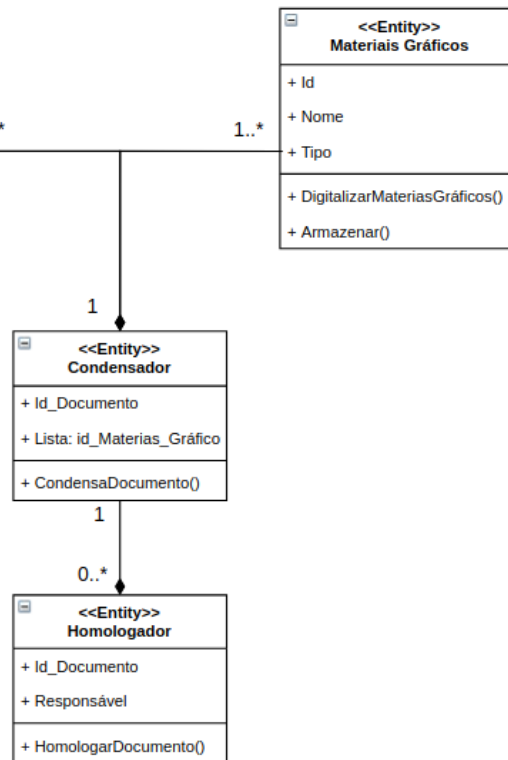 <<Entity>>
Materiais Gráficos
+ Id
+ Nome
+ Tipo
+ DigitalizarMateriasGráficos()
+ Armazenar()
*
1..*
1
<<Entity>>
Condensador
+ Id_Documento
+ Lista: id_Materias_Gráfico
+ CondensaDocumento()
1
0..*
<<Entity>>
Homologador
+ Id_Documento
+ Responsável
+ HomologarDocumento()